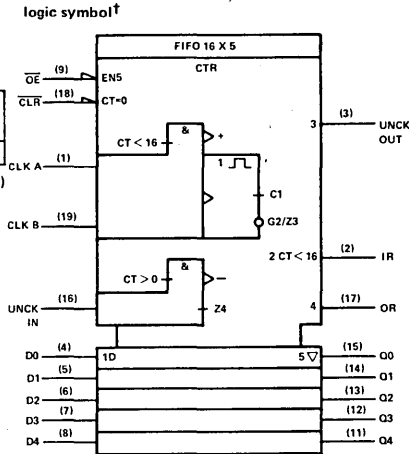 logic symbol†
FIFO 16 X 5
CTR
OE (9) EN5
CLR (18) CT=0
3 (3) UNCK OUT
&
CT < 16 +
1
CLK A (1)
C1
G2/Z3
CLK B (19)
2 CT< 16 (2) IR
&
CT > 0 −
UNCK IN (16)
Z4
4 (17) OR
D0 (4) 1D 5 ▽ (15) Q0
D1 (5) (14) Q1
D2 (6) (13) Q2
D3 (7) (12) Q3
D4 (8) (11) Q4
)